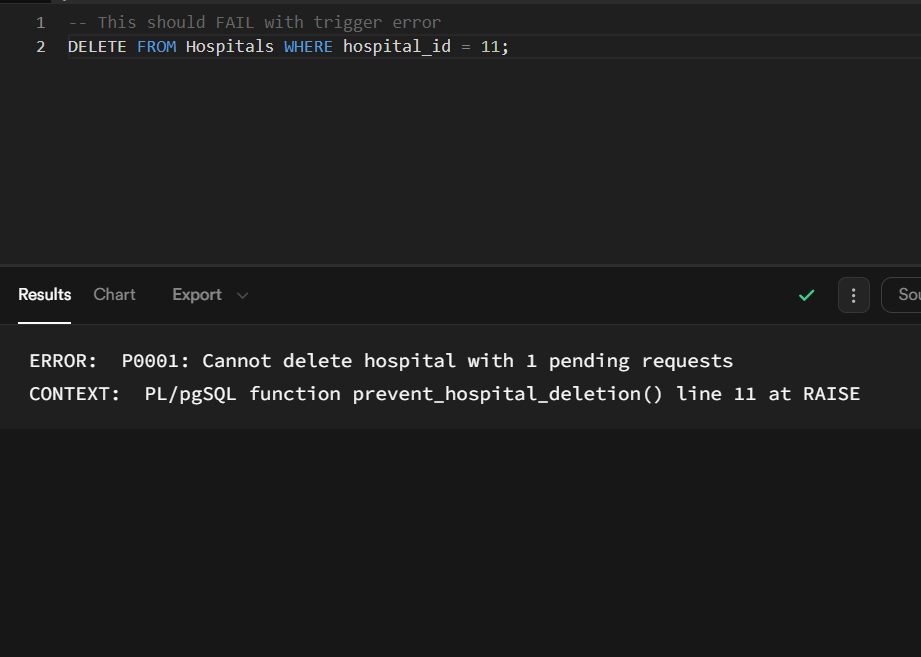 1 -- This should FAIL with trigger error
2 DELETE FROM Hospitals WHERE hospital_id = 11;
Results Chart Export
ERROR:  P0001: Cannot delete hospital with 1 pending requests
CONTEXT:  PL/pgSQL function prevent_hospital_deletion() line 11 at RAISE